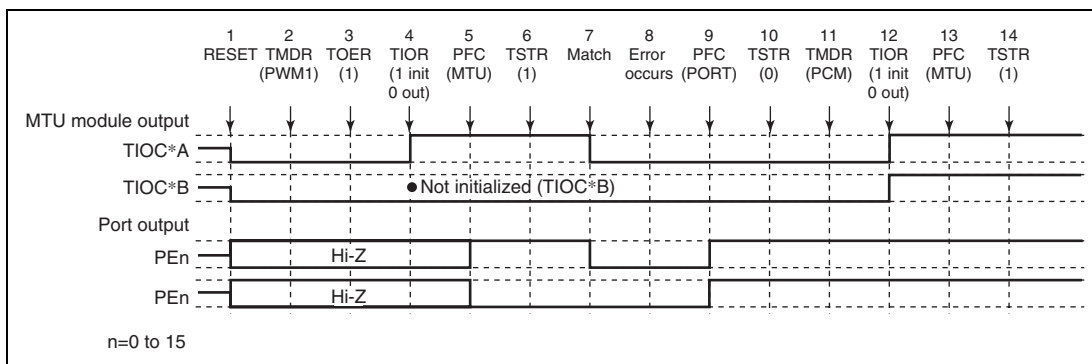 1 2 3 4 5 6 7 8 9 10 11 12 13 14
RESET TMDR TOER TIOR PFC TSTR Match Error PFC TSTR TMDR TIOR PFC TSTR
(PWM1) (1) (1 init (MTU) (1) occurs (PORT) (0) (PCM) (1 init (MTU) (1)
0 out) 0 out)
MTU module output
TIOC*A
TIOC*B
● Not initialized (TIOC*B)
Port output
PEn
Hi-Z
PEn
Hi-Z
n=0 to 15